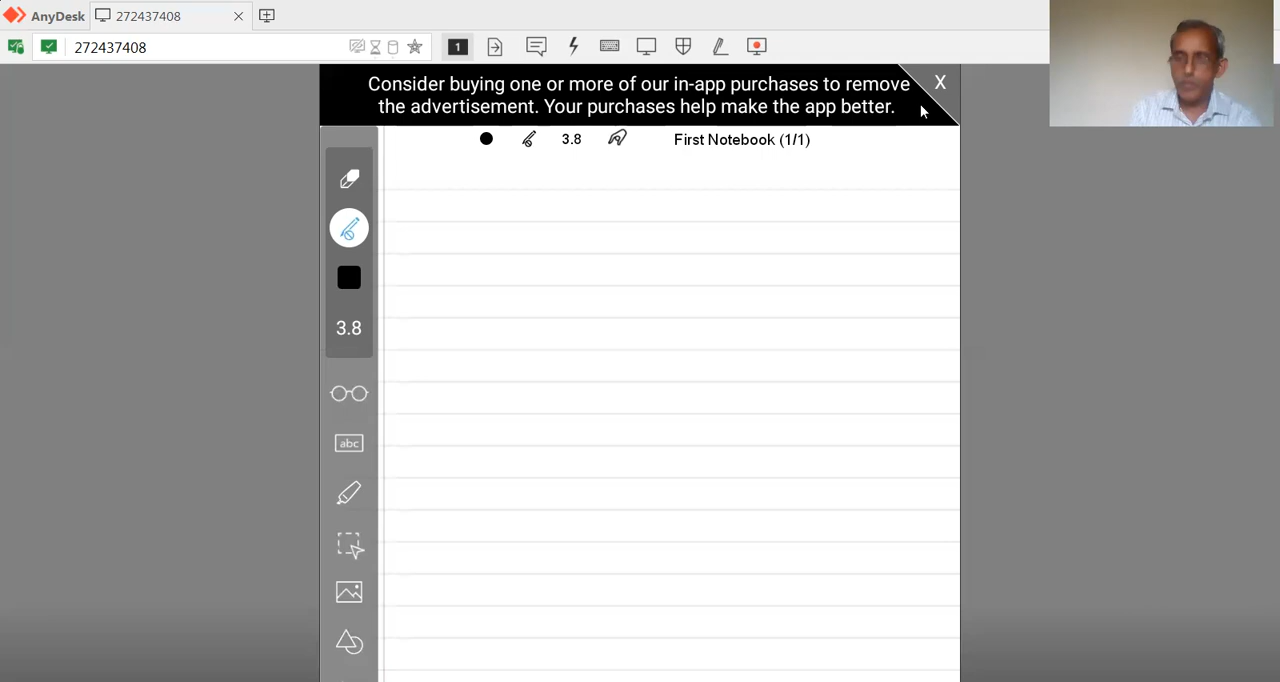 AnyDesk
272437408
272437408
1
Consider buying one or more of our in-app purchases to remove
the advertisement. Your purchases help make the app better.
X
3.8
First Notebook (1/1)
3.8
abc